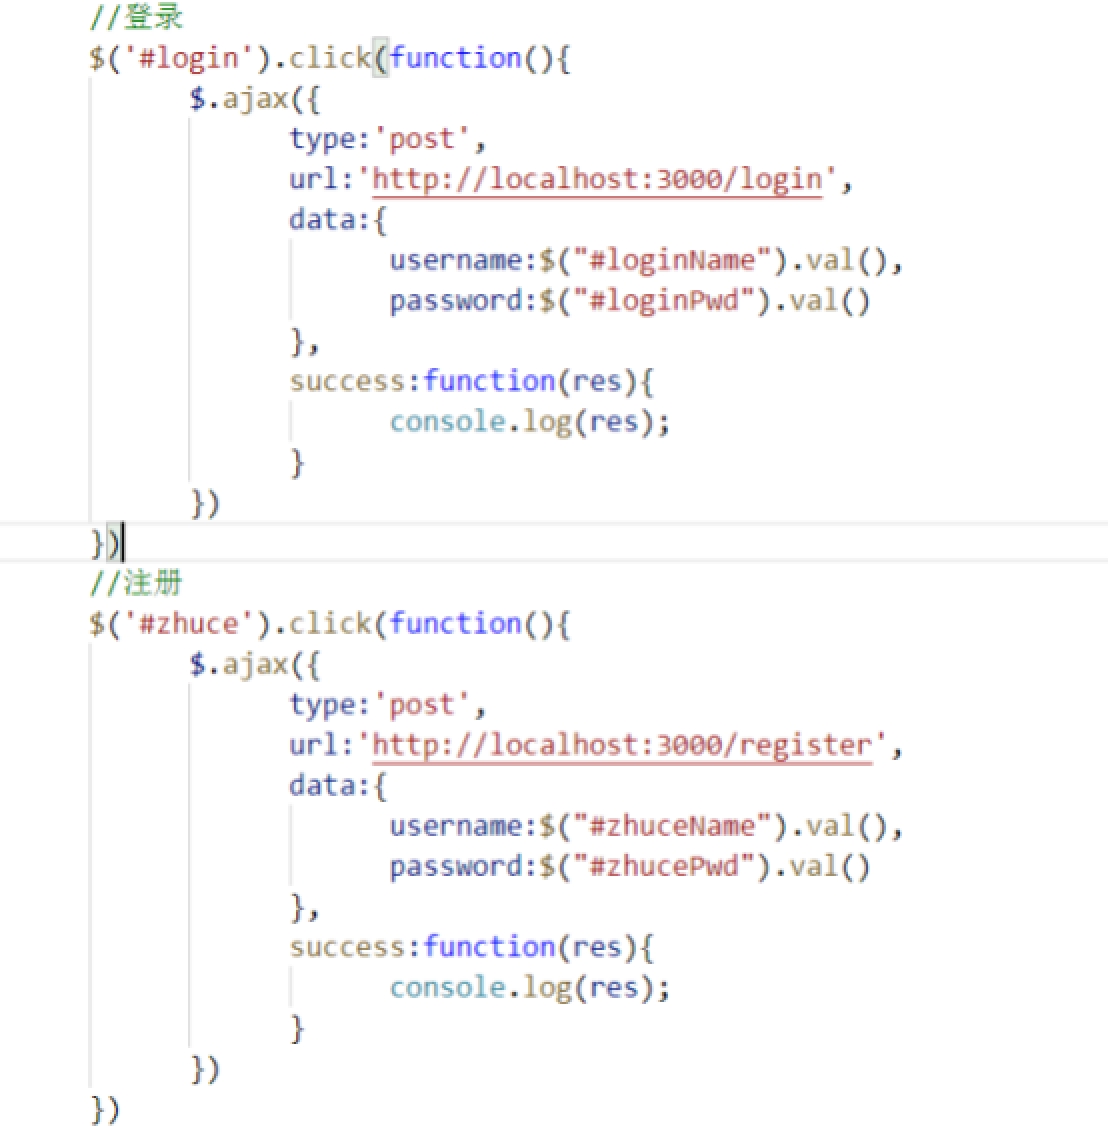 //登录
$('#login').click(function(){
$.ajax({
type:'post',
url:'http://localhost:3000/login',
data:{
username:$("#loginName").val(),
password:$("#loginPwd").val()
},
success:function(res){
console.log(res);
}
})
})
//注册
$('#zhuce').click(function(){
$.ajax({
type:'post',
url:'http://localhost:3000/register',
data:{
username:$("#zhuceName").val(),
password:$("#zhucePwd").val()
},
success:function(res){
console.log(res);
}
})
})